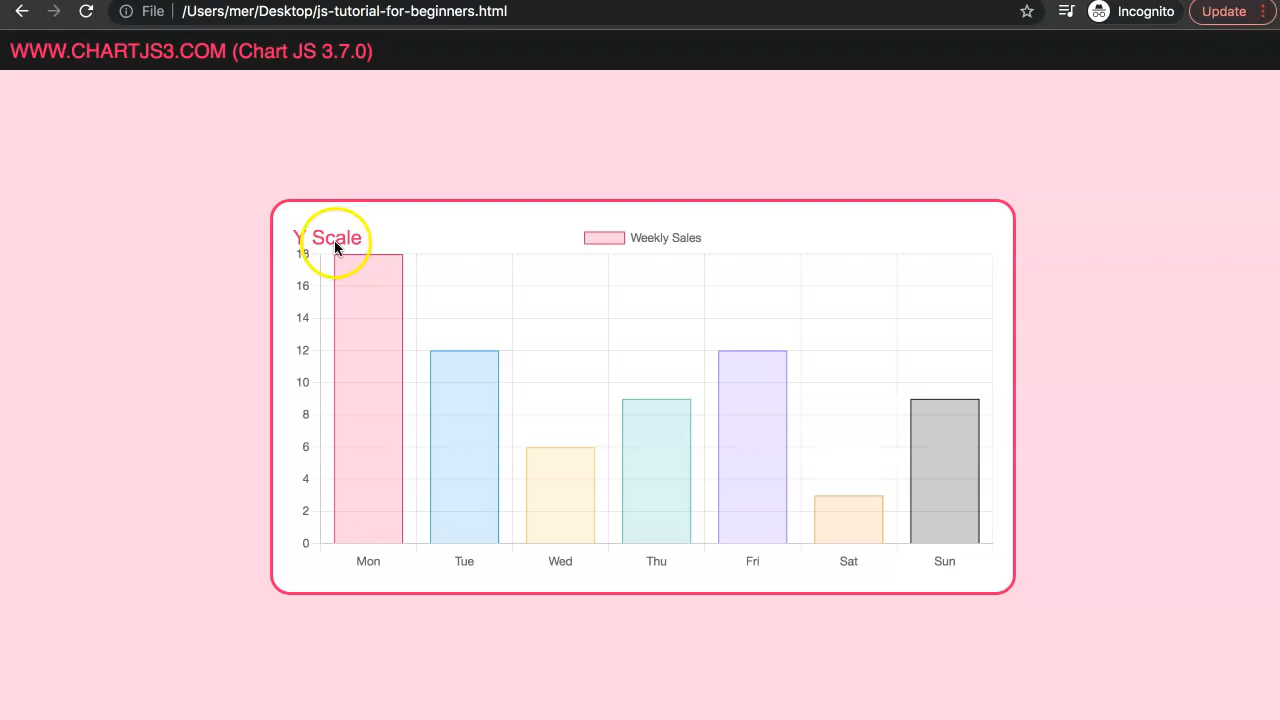 File /Users/mer/Desktop/js-tutorial-for-beginners.html Incognito Update
WWW.CHARTJS3.COM (Chart JS 3.7.0)
Y Scale
Weekly Sales
18
16
14
12
10
8
6
4
2
0
Mon Tue Wed Thu Fri Sat Sun